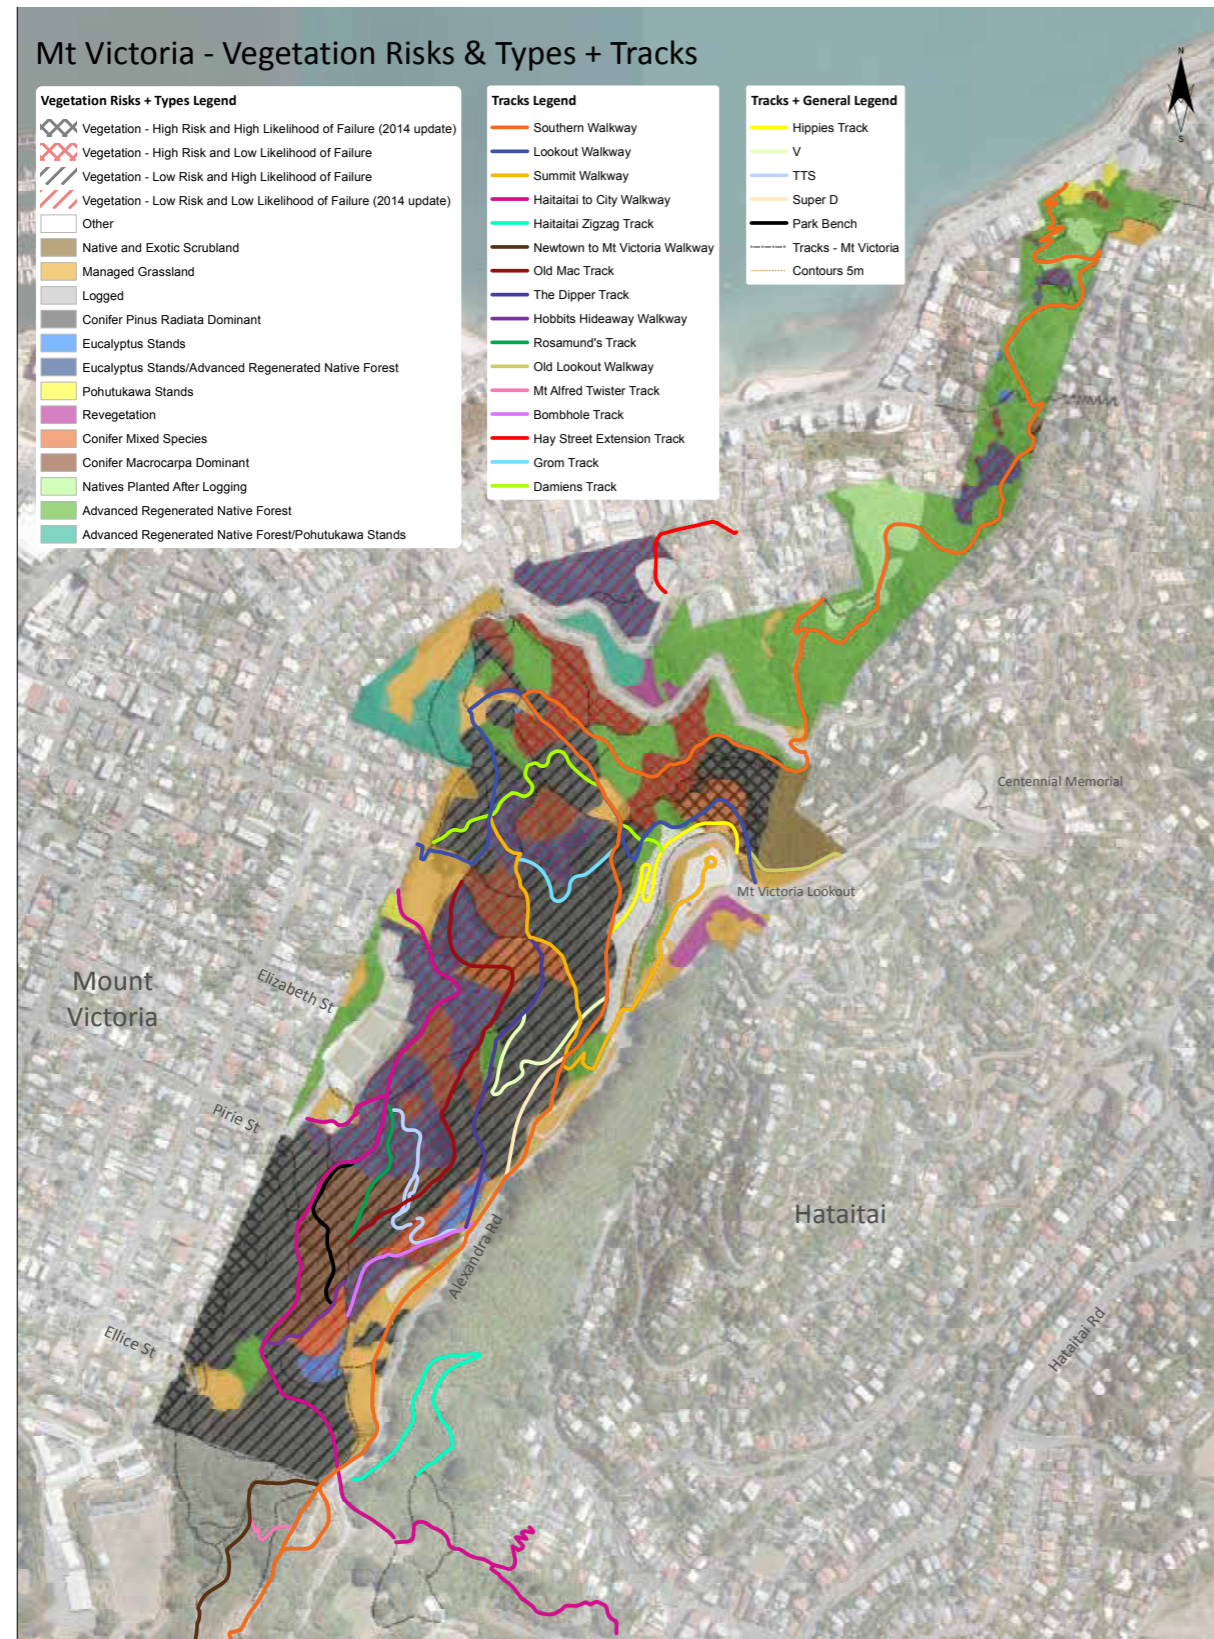 Mt Victoria - Vegetation Risks & Types + Tracks
N
S
Vegetation Risks + Types Legend
Vegetation - High Risk and High Likelihood of Failure (2014 update)
Vegetation - High Risk and Low Likelihood of Failure
Vegetation - Low Risk and High Likelihood of Failure
Vegetation - Low Risk and Low Likelihood of Failure (2014 update)
Other
Native and Exotic Scrubland
Managed Grassland
Logged
Conifer Pinus Radiata Dominant
Eucalyptus Stands
Eucalyptus Stands/Advanced Regenerated Native Forest
Pohutukawa Stands
Revegetation
Conifer Mixed Species
Conifer Macrocarpa Dominant
Natives Planted After Logging
Advanced Regenerated Native Forest
Advanced Regenerated Native Forest/Pohutukawa Stands
Tracks Legend
Southern Walkway
Lookout Walkway
Summit Walkway
Haitaitai to City Walkway
Haitaitai Zigzag Track
Newtown to Mt Victoria Walkway
Old Mac Track
The Dipper Track
Hobbits Hideaway Walkway
Rosamund's Track
Old Lookout Walkway
Mt Alfred Twister Track
Bombhole Track
Hay Street Extension Track
Grom Track
Damiens Track
Tracks + General Legend
Hippies Track
V
TTS
Super D
Park Bench
Tracks - Mt Victoria
Contours 5m
Centennial Memorial
Mt Victoria Lookout
Mount
Victoria
Elizabeth St
Pirie St
Hataitai
Alexandra Rd
Ellice St
Hataitai Rd